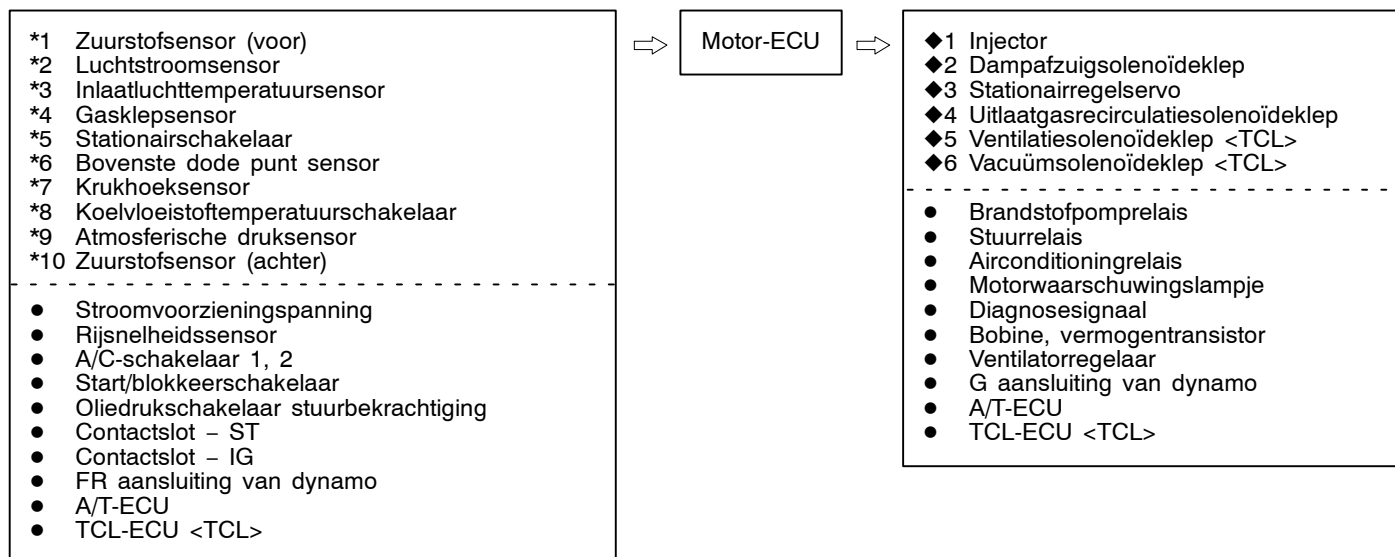 *1 Zuurstofsensor (voor)
*2 Luchtstroomsensor
*3 Inlaatluchttemperatuursensor
*4 Gasklepsensor
*5 Stationairschakelaar
*6 Bovenste dode punt sensor
*7 Krukhoeksensor
*8 Koelvloeistoftemperatuurschakelaar
*9 Atmosferische druksensor
*10 Zuurstofsensor (achter)
● Stroomvoorzieningspanning
● Rijsnelheidssensor
● A/C-schakelaar 1, 2
● Start/blokkeerschakelaar
● Oliedrukschakelaar stuurbekrachtiging
● Contactslot – ST
● Contactslot – IG
● FR aansluiting van dynamo
● A/T-ECU
● TCL-ECU <TCL>
⇨ Motor-ECU ⇨
◆1 Injector
◆2 Dampafzuigsolenoïdeklep
◆3 Stationairregelservo
◆4 Uitlaatgasrecirculatiesolenoïdeklep
◆5 Ventilatiesolenoïdeklep <TCL>
◆6 Vacuümsolenoïdeklep <TCL>
● Brandstofpomprelais
● Stuurrelais
● Airconditioningrelais
● Motorwaarschuwingslampje
● Diagnosesignaal
● Bobine, vermogentransistor
● Ventilatorregelaar
● G aansluiting van dynamo
● A/T-ECU
● TCL-ECU <TCL>